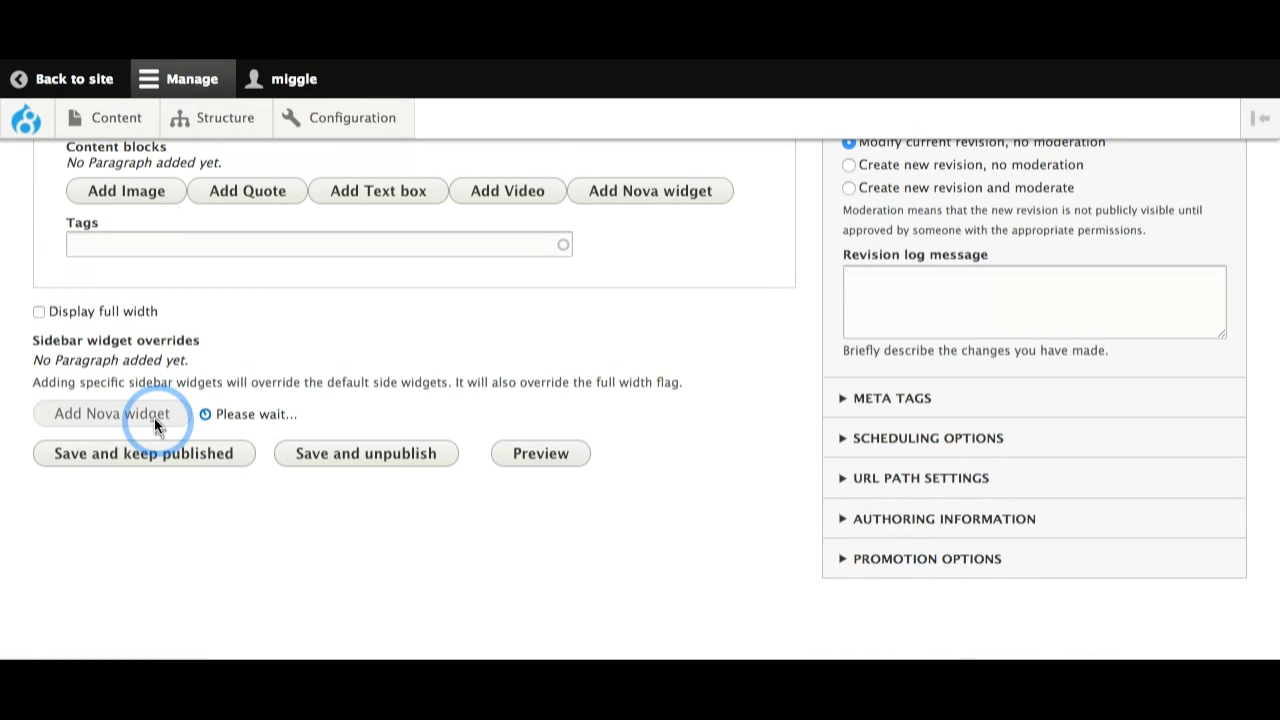 Back to site
Manage
miggle
Content
Structure
Configuration
Content blocks
No Paragraph added yet.
Add Image
Add Quote
Add Text box
Add Video
Add Nova widget
Tags
Display full width
Sidebar widget overrides
No Paragraph added yet.
Adding specific sidebar widgets will override the default side widgets. It will also override the full width flag.
Add Nova widget
Please wait...
Save and keep published
Save and unpublish
Preview
Modify current revision, no moderation
Create new revision, no moderation
Create new revision and moderate
Moderation means that the new revision is not publicly visible until
approved by someone with the appropriate permissions.
Revision log message
Briefly describe the changes you have made.
META TAGS
SCHEDULING OPTIONS
URL PATH SETTINGS
AUTHORING INFORMATION
PROMOTION OPTIONS